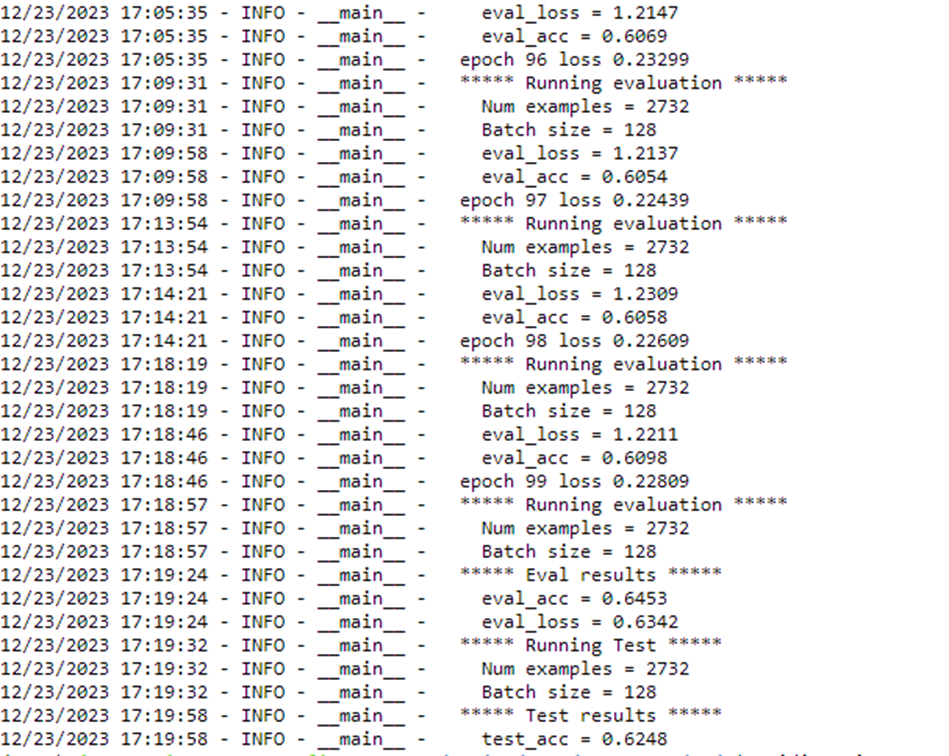 12/23/2023 17:05:35 - INFO - __main__ -     eval_loss = 1.2147
12/23/2023 17:05:35 - INFO - __main__ -     eval_acc = 0.6069
12/23/2023 17:05:35 - INFO - __main__ -   epoch 96 loss 0.23299
12/23/2023 17:09:31 - INFO - __main__ -   ***** Running evaluation *****
12/23/2023 17:09:31 - INFO - __main__ -     Num examples = 2732
12/23/2023 17:09:31 - INFO - __main__ -     Batch size = 128
12/23/2023 17:09:58 - INFO - __main__ -     eval_loss = 1.2137
12/23/2023 17:09:58 - INFO - __main__ -     eval_acc = 0.6054
12/23/2023 17:09:58 - INFO - __main__ -   epoch 97 loss 0.22439
12/23/2023 17:13:54 - INFO - __main__ -   ***** Running evaluation *****
12/23/2023 17:13:54 - INFO - __main__ -     Num examples = 2732
12/23/2023 17:13:54 - INFO - __main__ -     Batch size = 128
12/23/2023 17:14:21 - INFO - __main__ -     eval_loss = 1.2309
12/23/2023 17:14:21 - INFO - __main__ -     eval_acc = 0.6058
12/23/2023 17:14:21 - INFO - __main__ -   epoch 98 loss 0.22609
12/23/2023 17:18:19 - INFO - __main__ -   ***** Running evaluation *****
12/23/2023 17:18:19 - INFO - __main__ -     Num examples = 2732
12/23/2023 17:18:19 - INFO - __main__ -     Batch size = 128
12/23/2023 17:18:46 - INFO - __main__ -     eval_loss = 1.2211
12/23/2023 17:18:46 - INFO - __main__ -     eval_acc = 0.6098
12/23/2023 17:18:46 - INFO - __main__ -   epoch 99 loss 0.22809
12/23/2023 17:18:57 - INFO - __main__ -   ***** Running evaluation *****
12/23/2023 17:18:57 - INFO - __main__ -     Num examples = 2732
12/23/2023 17:18:57 - INFO - __main__ -     Batch size = 128
12/23/2023 17:19:24 - INFO - __main__ -   ***** Eval results *****
12/23/2023 17:19:24 - INFO - __main__ -     eval_acc = 0.6453
12/23/2023 17:19:24 - INFO - __main__ -     eval_loss = 0.6342
12/23/2023 17:19:32 - INFO - __main__ -   ***** Running Test *****
12/23/2023 17:19:32 - INFO - __main__ -     Num examples = 2732
12/23/2023 17:19:32 - INFO - __main__ -     Batch size = 128
12/23/2023 17:19:58 - INFO - __main__ -   ***** Test results *****
12/23/2023 17:19:58 - INFO - __main__ -     test_acc = 0.6248